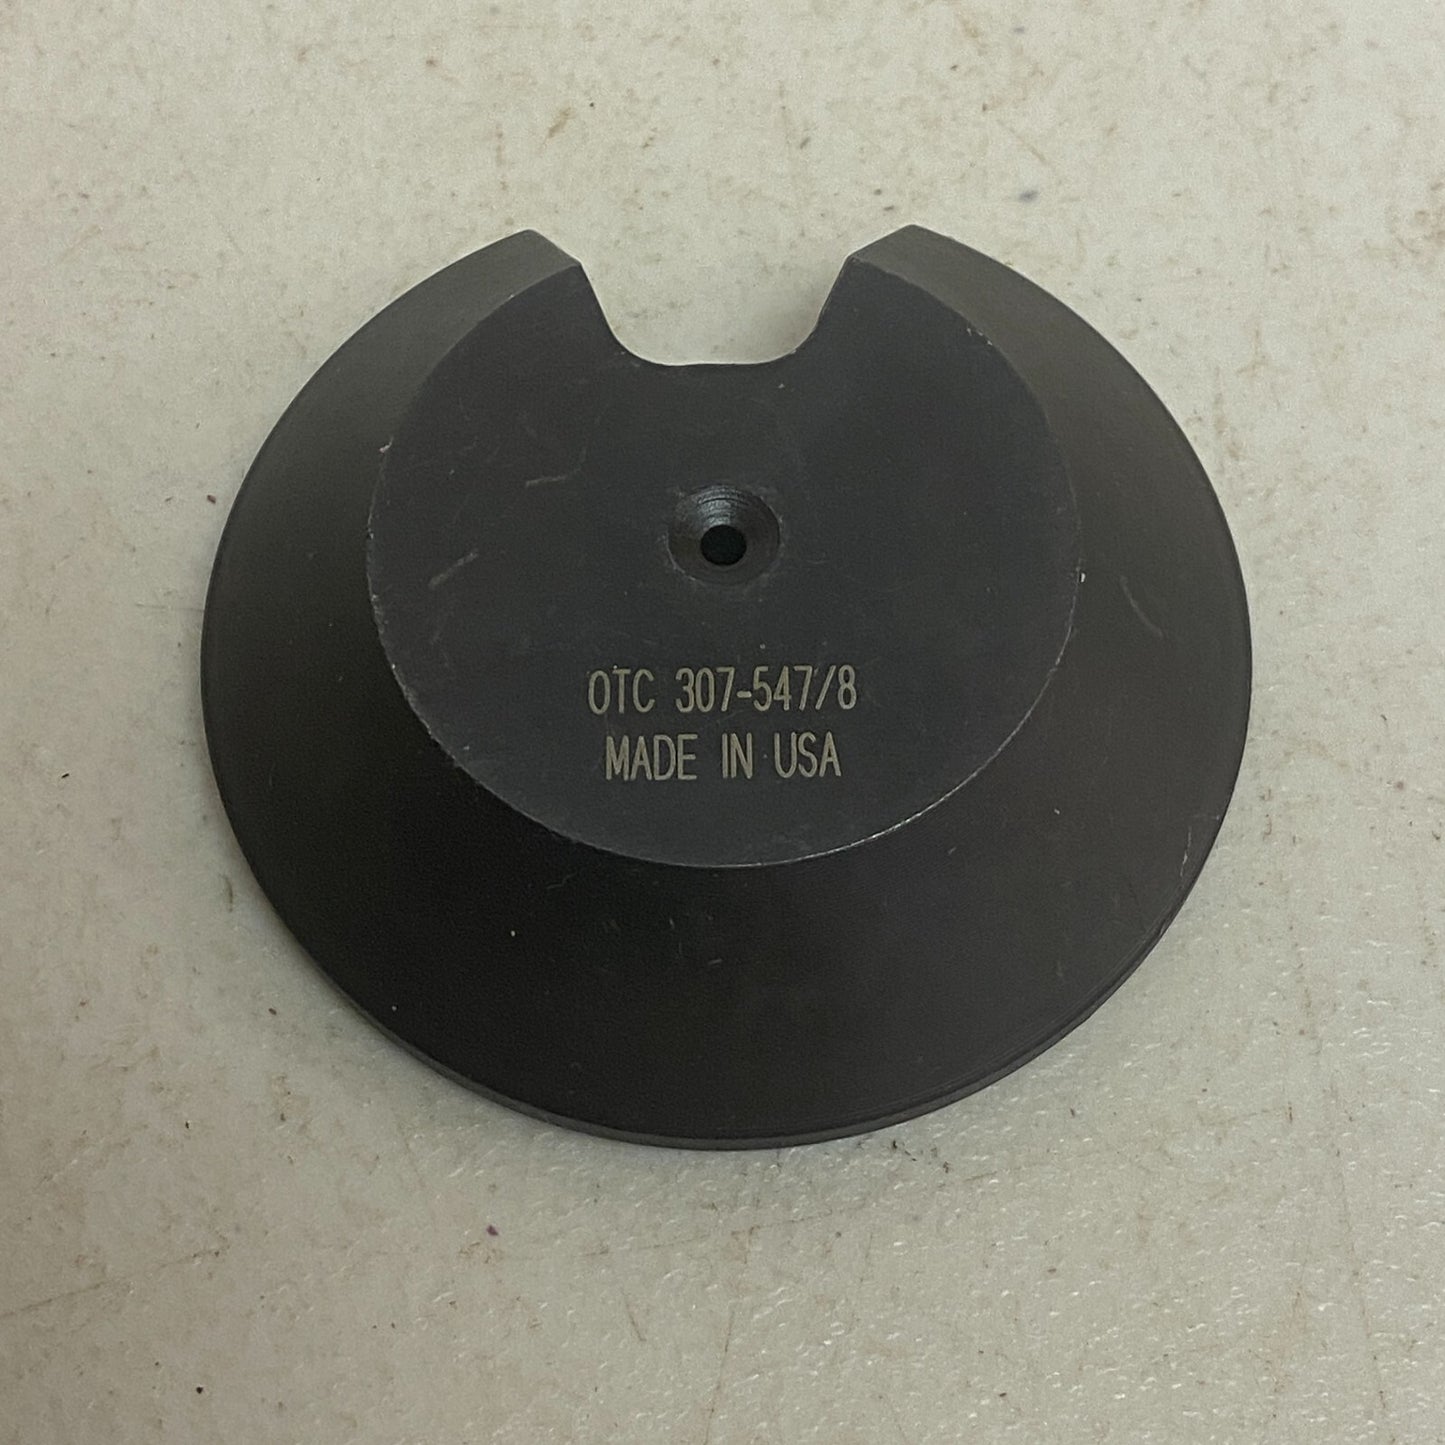 OTC 307-547/8
MADE IN USA